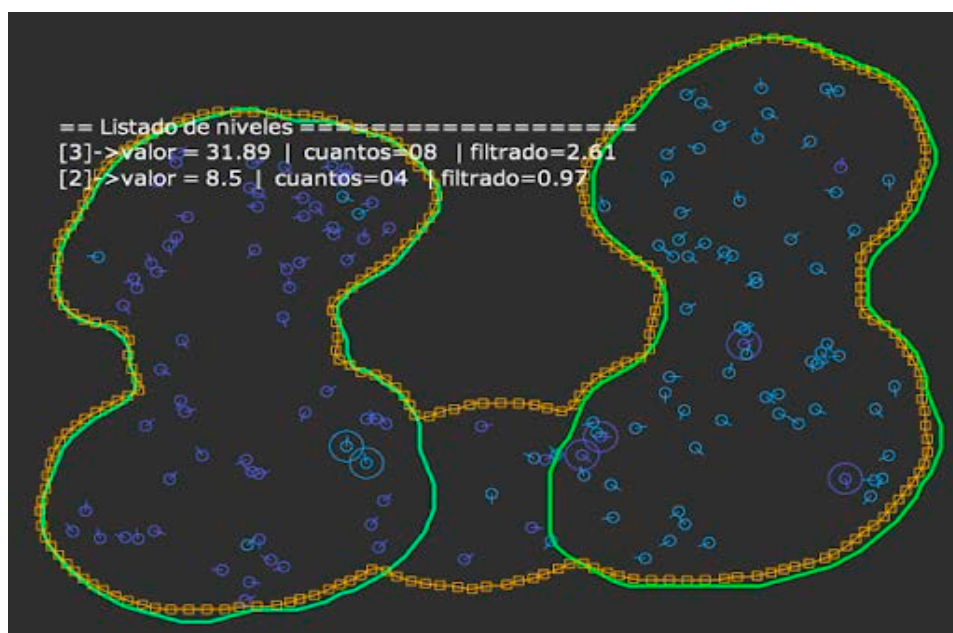 == Listado de niveles ===================
[3]->valor = 31.89 | cuantos=08 | filtrado=2.61
[2]->valor = 8.5 | cuantos=04 | filtrado=0.97